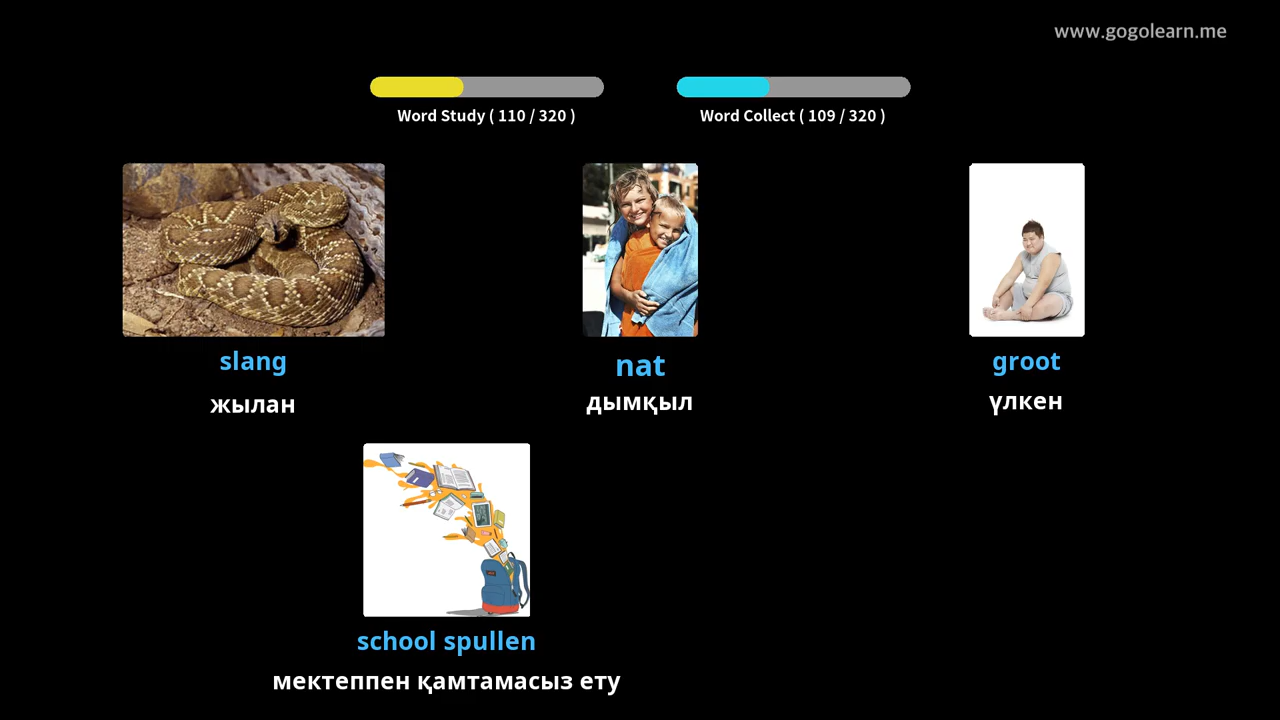 www.gogolearn.me
Word Study ( 110 / 320 )
Word Collect ( 109 / 320 )
slang
nat
groot
жылан
дымқыл
үлкен
school spullen
мектеппен қамтамасыз ету